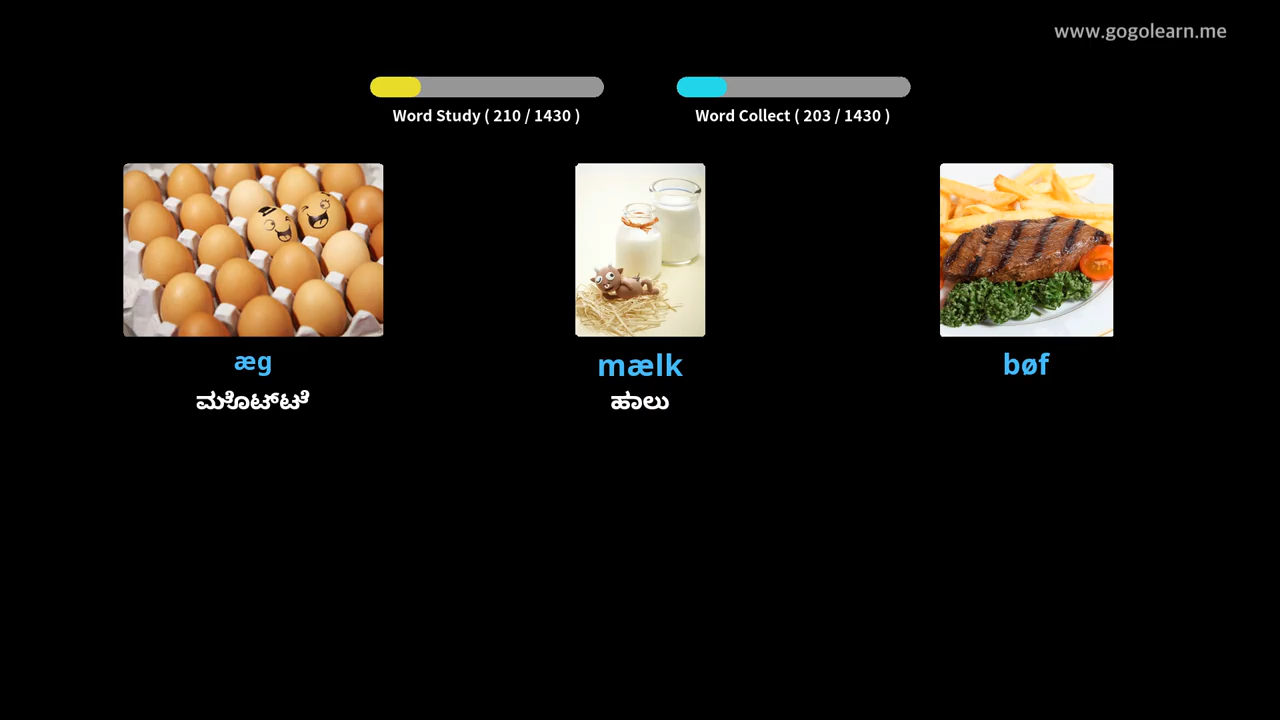 www.gogolearn.me
Word Study ( 210 / 1430 )
Word Collect ( 203 / 1430 )
æg
mælk
bøf
ಮೊಟ್ಟೆ
ಹಾಲು